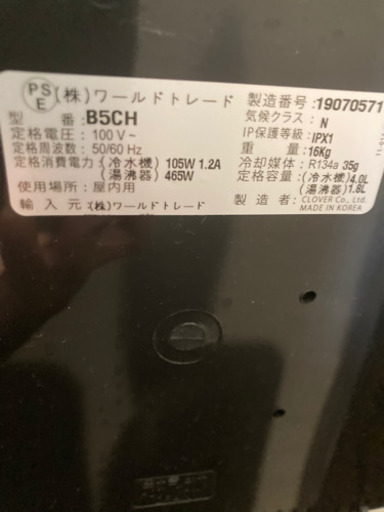 PS E (株)ワールドトレード 製造番号:19070571
型 番:B5CH 気候クラス:N
定格電圧:100V~ IP保護等級:IPX1
定格周波数:50/60 Hz 重 量:16Kg
定格消費電力:(冷水機) 105W 1.2A 冷却媒体:R134a 35g
(湯沸器) 465W 定格容量:(冷水機)4.0L
使用場所:屋内用 (湯沸器)1.8L
輸 入 元:(株)ワールドトレード 製 造 者:CLOVER Co., Ltd.
MADE IN KOREA